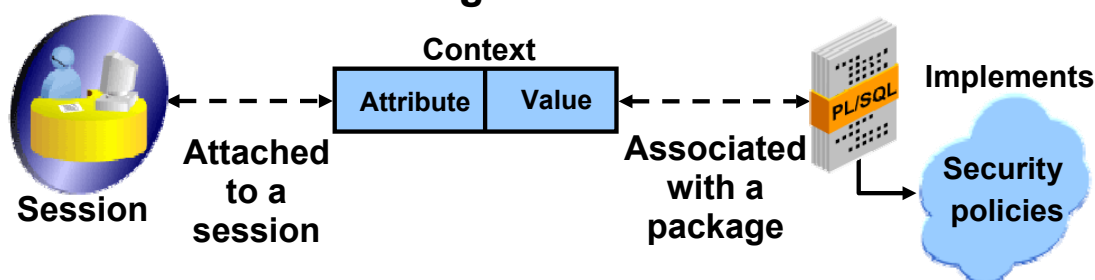 Context
Attribute Value
PL/SQL
Implements
Attached
to a
session
Associated
with a
package
Security
policies
Session